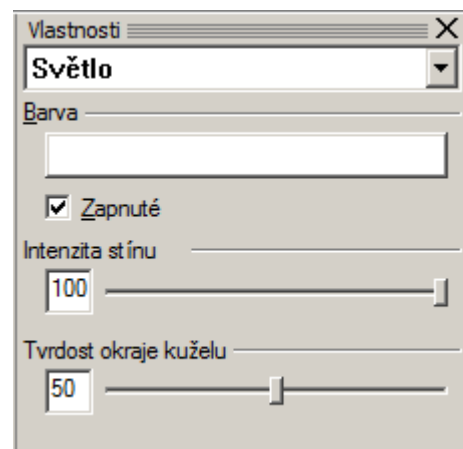 Vlastnosti
Světlo
Barva
Zapnuté
Intenzita stínu
100
Tvrdost okraje kuželu
50